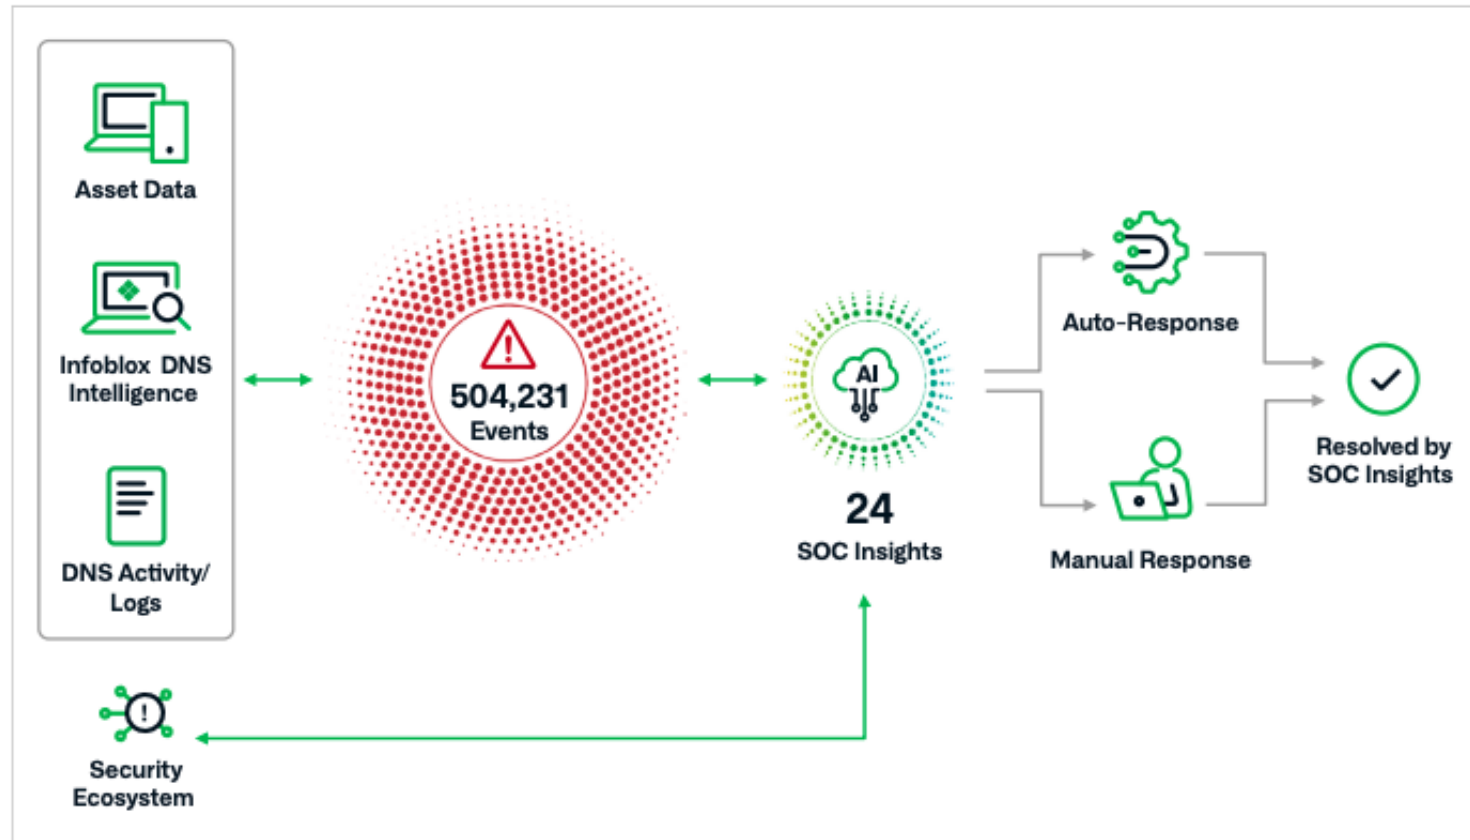 Asset Data
Infoblox DNS
Intelligence
DNS Activity/
Logs
Security
Ecosystem
504,231
Events
AI
24
SOC Insights
Auto-Response
Manual Response
Resolved by
SOC Insights